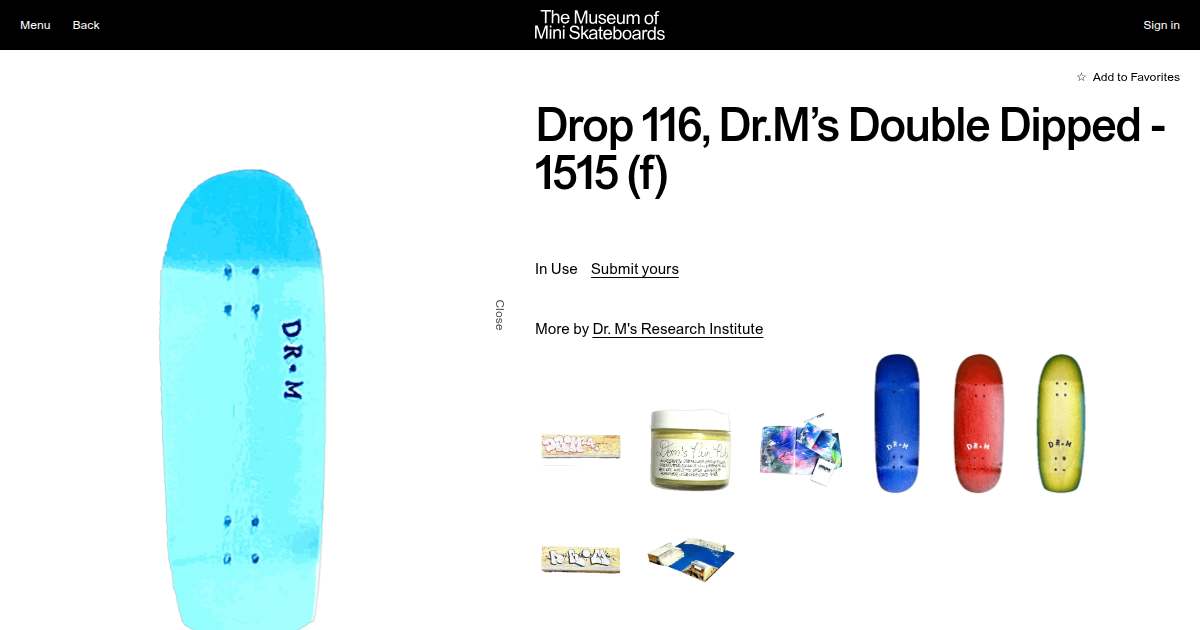 Menu Back
The Museum of
Mini Skateboards
Sign in
☆ Add to Favorites
Drop 116, Dr.M’s Double Dipped -
1515 (f)
In Use Submit yours
Close
More by Dr. M's Research Institute
DR•M
DR•M
DR•M
DR•M